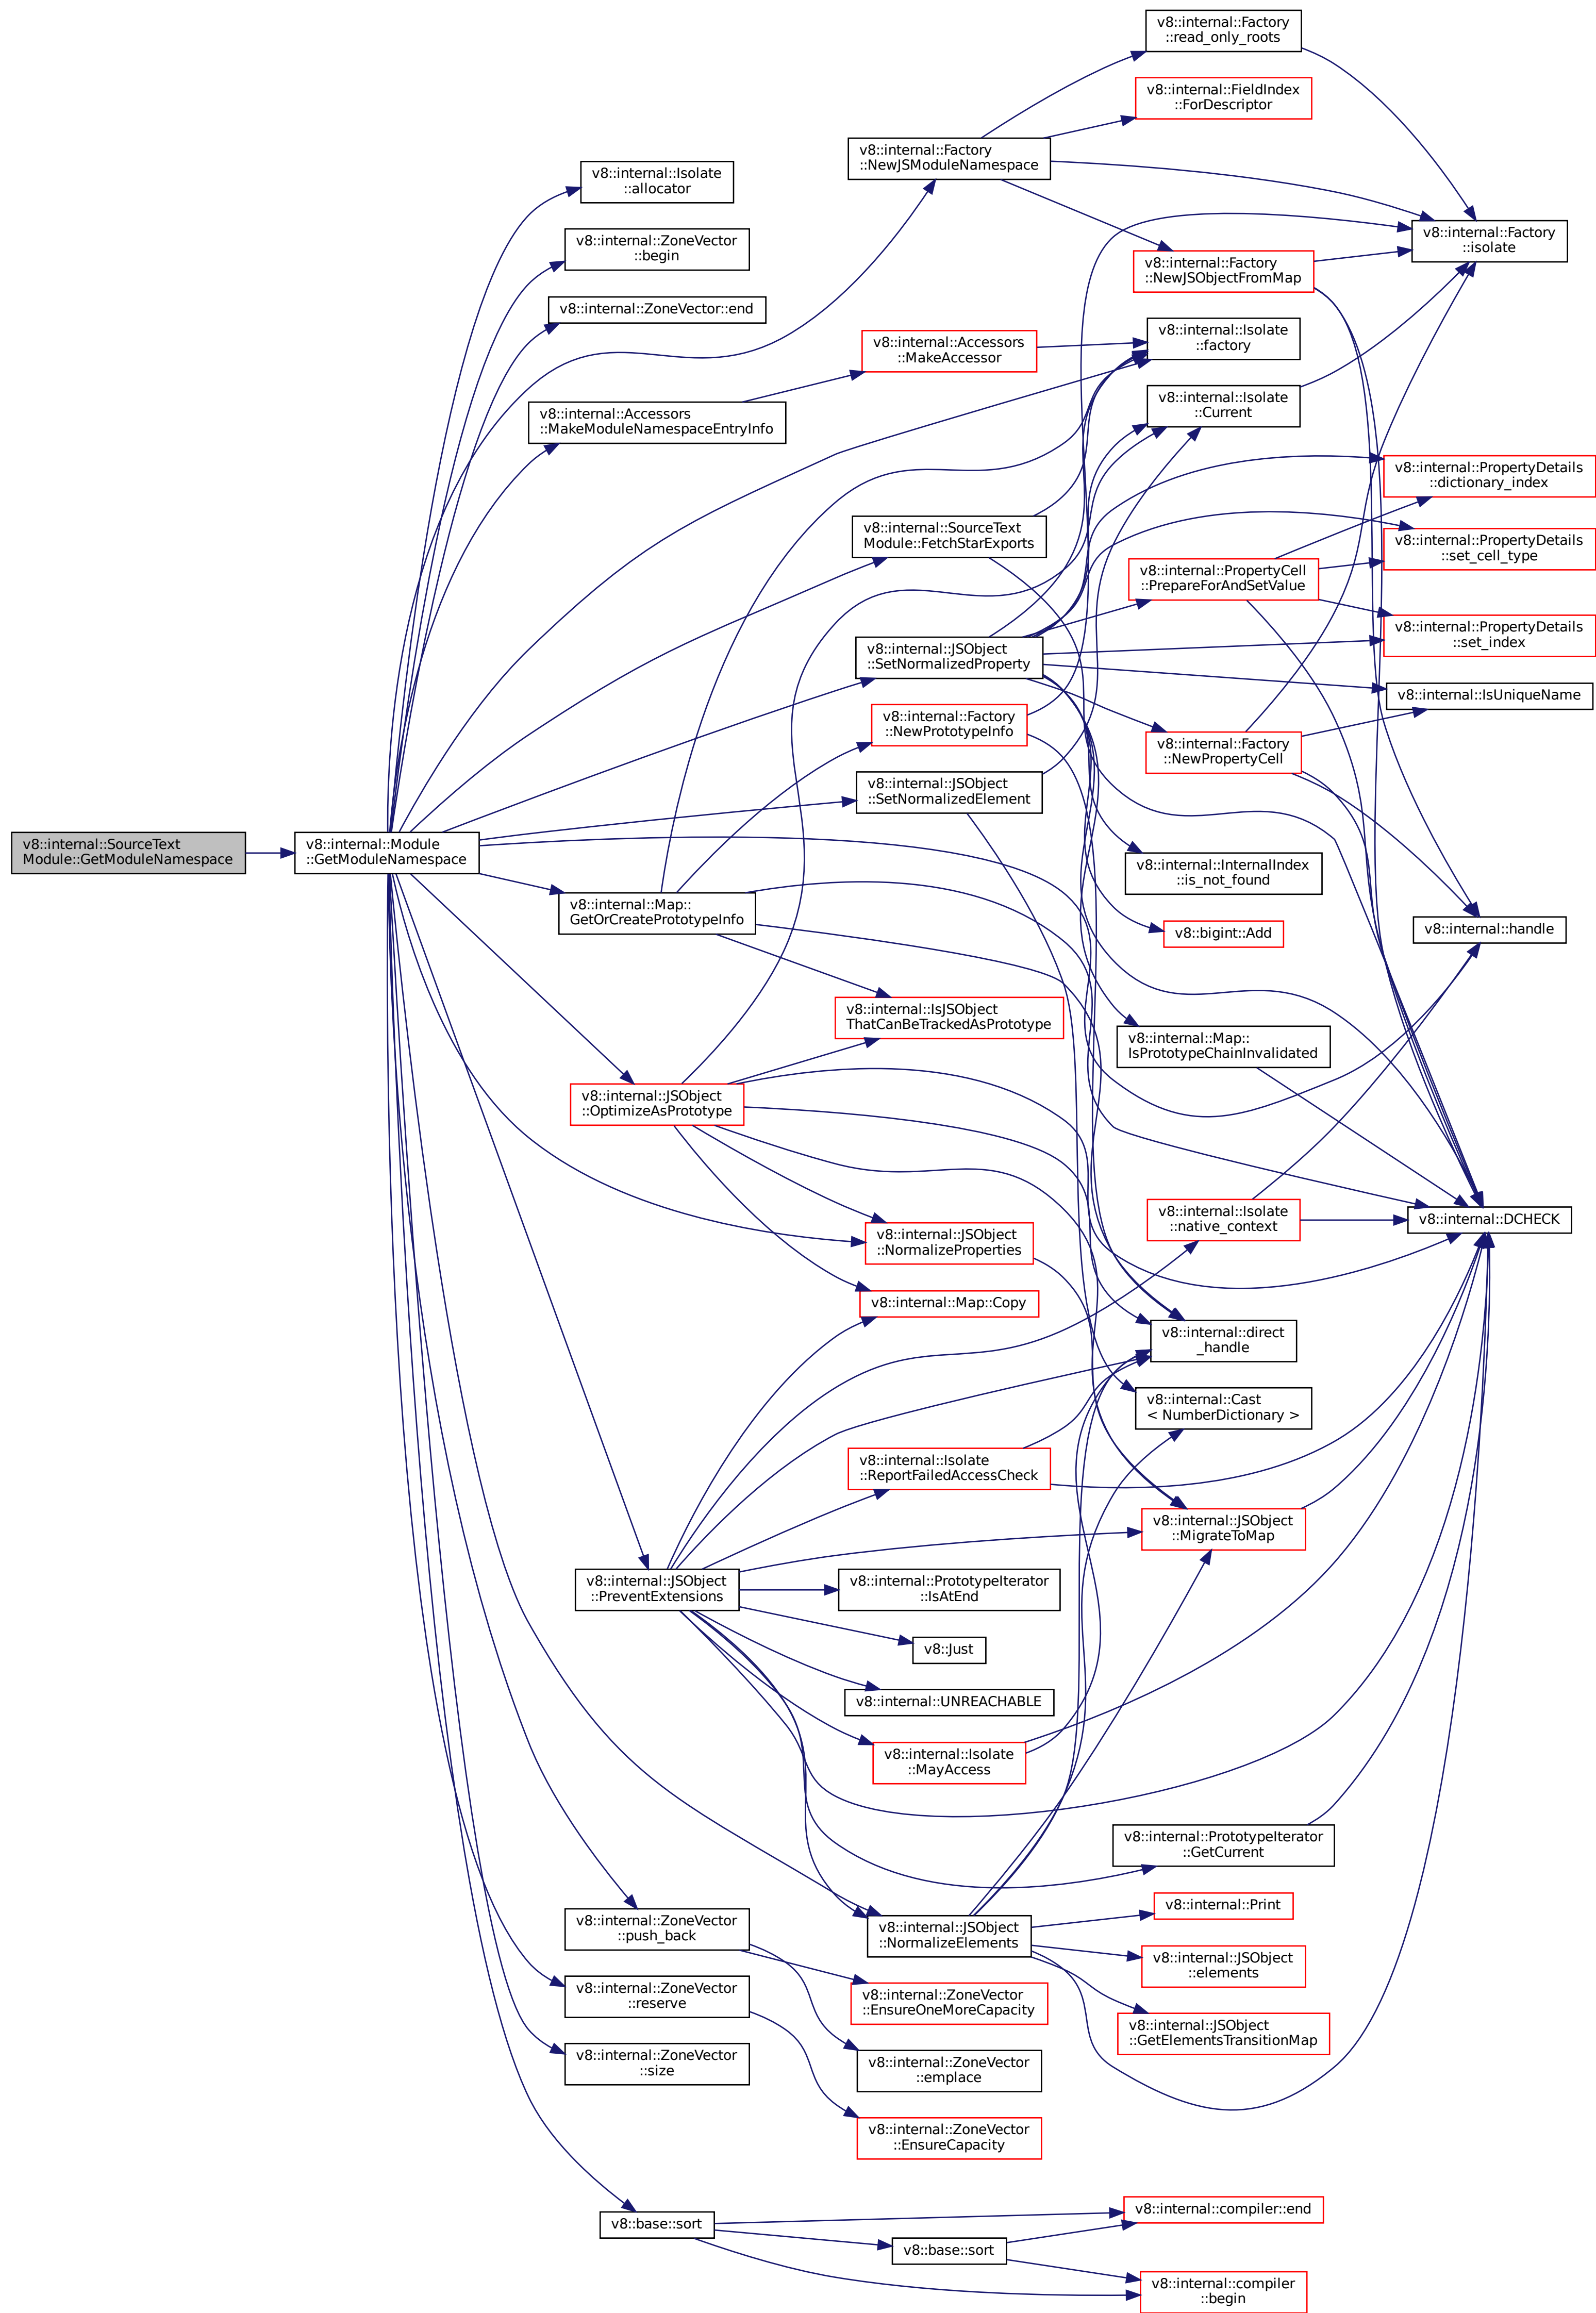 v8::internal::Factory
::read_only_roots
v8::internal::FieldIndex
::ForDescriptor
v8::internal::Factory
::NewJSModuleNamespace
v8::internal::Isolate
::allocator
v8::internal::Factory
::isolate
v8::internal::ZoneVector
::begin
v8::internal::Factory
::NewJSObjectFromMap
v8::internal::ZoneVector::end
v8::internal::Isolate
::factory
v8::internal::Accessors
::MakeAccessor
v8::internal::Isolate
::Current
v8::internal::Accessors
::MakeModuleNamespaceEntryInfo
v8::internal::PropertyDetails
::dictionary_index
v8::internal::SourceText
Module::FetchStarExports
v8::internal::PropertyDetails
::set_cell_type
v8::internal::PropertyCell
::PrepareForAndSetValue
v8::internal::PropertyDetails
::set_index
v8::internal::JSObject
::SetNormalizedProperty
v8::internal::IsUniqueName
v8::internal::Factory
::NewPrototypeInfo
v8::internal::Factory
::NewPropertyCell
v8::internal::JSObject
::SetNormalizedElement
v8::internal::SourceText
Module::GetModuleNamespace
v8::internal::Module
::GetModuleNamespace
v8::internal::InternalIndex
::is_not_found
v8::internal::Map::
GetOrCreatePrototypeInfo
v8::bigint::Add
v8::internal::handle
v8::internal::IsJSObject
ThatCanBeTrackedAsPrototype
v8::internal::Map::
IsPrototypeChainInvalidated
v8::internal::JSObject
::OptimizeAsPrototype
v8::internal::Isolate
::native_context
v8::internal::DCHECK
v8::internal::JSObject
::NormalizeProperties
v8::internal::Map::Copy
v8::internal::direct
_handle
v8::internal::Cast
< NumberDictionary >
v8::internal::Isolate
::ReportFailedAccessCheck
v8::internal::JSObject
::MigrateToMap
v8::internal::JSObject
::PreventExtensions
v8::internal::PrototypeIterator
::IsAtEnd
v8::Just
v8::internal::UNREACHABLE
v8::internal::Isolate
::MayAccess
v8::internal::PrototypeIterator
::GetCurrent
v8::internal::Print
v8::internal::ZoneVector
::push_back
v8::internal::JSObject
::NormalizeElements
v8::internal::JSObject
::elements
v8::internal::ZoneVector
::reserve
v8::internal::ZoneVector
::EnsureOneMoreCapacity
v8::internal::JSObject
::GetElementsTransitionMap
v8::internal::ZoneVector
::size
v8::internal::ZoneVector
::emplace
v8::internal::ZoneVector
::EnsureCapacity
v8::internal::compiler::end
v8::base::sort
v8::base::sort
v8::internal::compiler
::begin